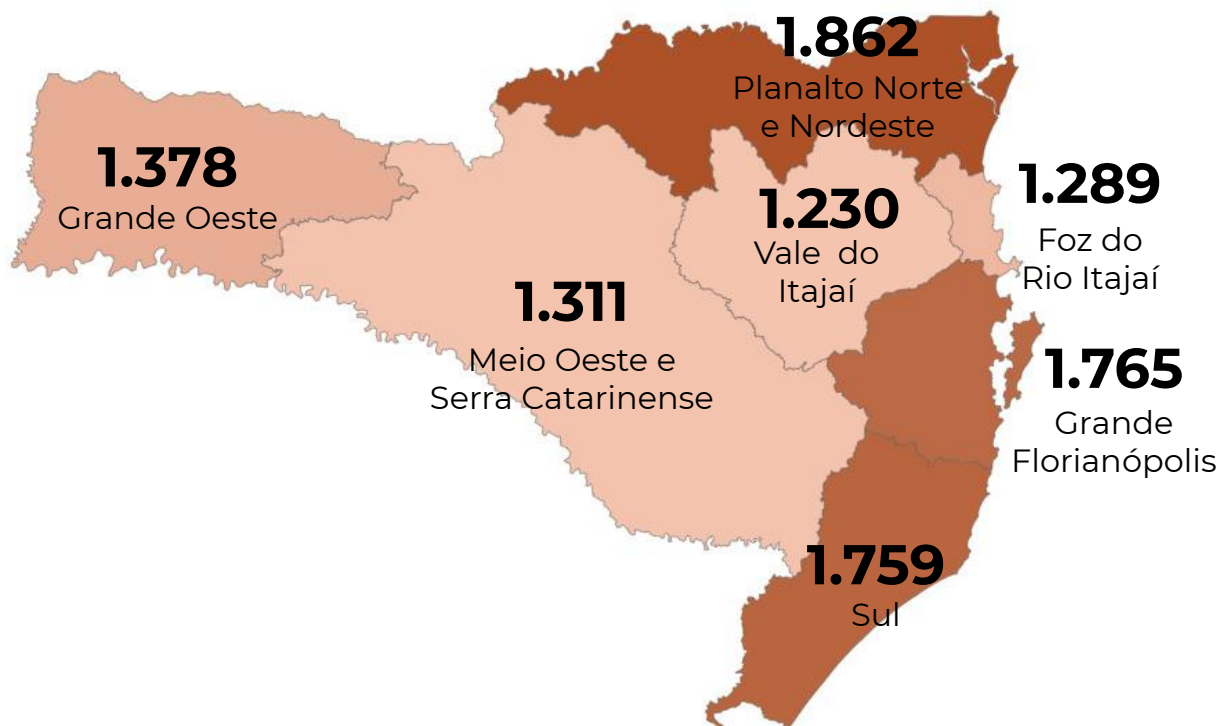 1.862
Planalto Norte
e Nordeste
1.378
Grande Oeste
1.230
Vale do
Itajaí
1.289
Foz do
Rio Itajaí
1.311
Meio Oeste e
Serra Catarinense
1.765
Grande
Florianópolis
1.759
Sul